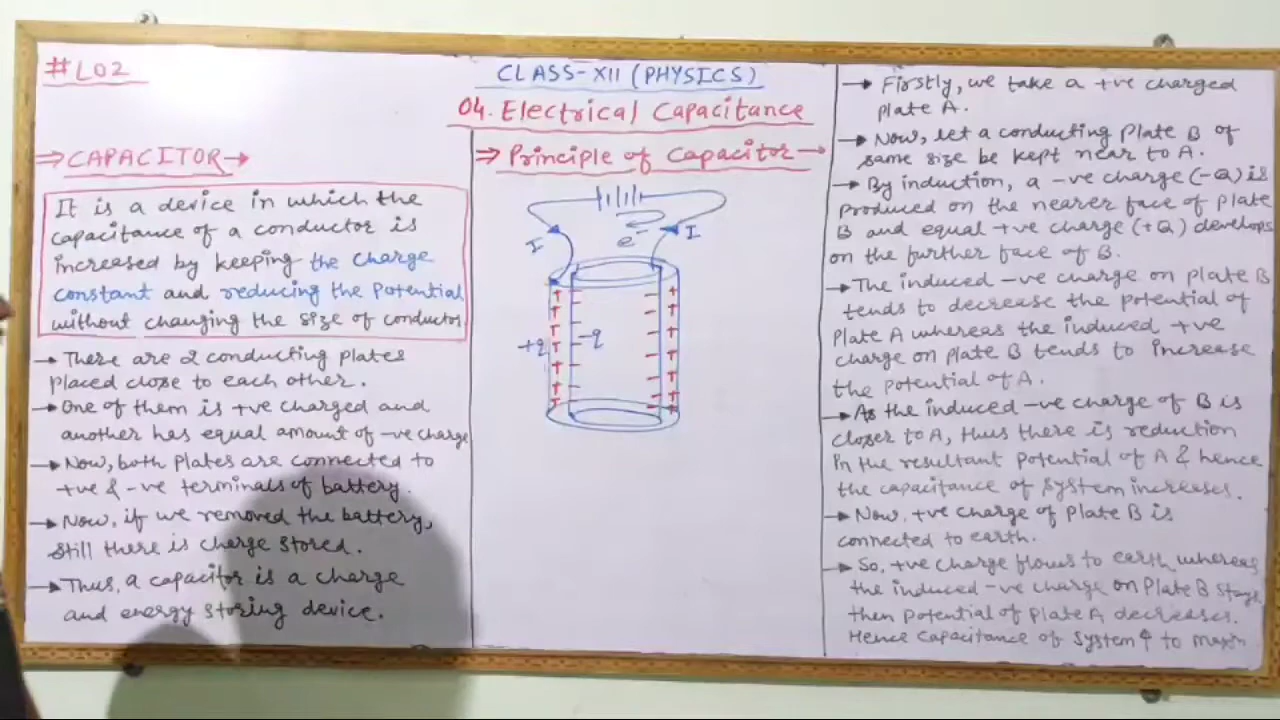 #L02
CLASS-XII (PHYSICS)
04. Electrical Capacitance
⇒ CAPACITOR →
It is a device in which the
capacitance of a conductor is
increased by keeping the charge
constant and reducing the potential
without changing the size of conductor
→ There are 2 conducting plates
placed close to each other.
→ One of them is +ve charged and
another has equal amount of -ve charge
→ Now, both plates are connected to
+ve & -ve terminals of battery.
→ Now, if we removed the battery,
still there is charge stored.
→ Thus, a capacitor is a charge
and energy storing device.
⇒ Principle of Capacitor →
I
e-
I
+q
-q
→ Firstly, we take a +ve charged
plate A.
→ Now, let a conducting plate B of
same size be kept near to A.
→ By induction, a -ve charge (-Q) is
produced on the nearer face of plate
B and equal +ve charge (+Q) develops
on the further face of B.
→ The induced -ve charge on plate B
tends to decrease the potential of
plate A whereas the induced +ve
charge on plate B tends to increase
the potential of A.
→ As the induced -ve charge of B is
closer to A, thus there is reduction
in the resultant potential of A & hence
the capacitance of system increases.
→ Now, +ve charge of plate B is
connected to earth.
→ So, +ve charge flows to earth whereas
the induced -ve charge on plate B stays
then potential of plate A decreases.
Hence capacitance of system ↑ to maxm